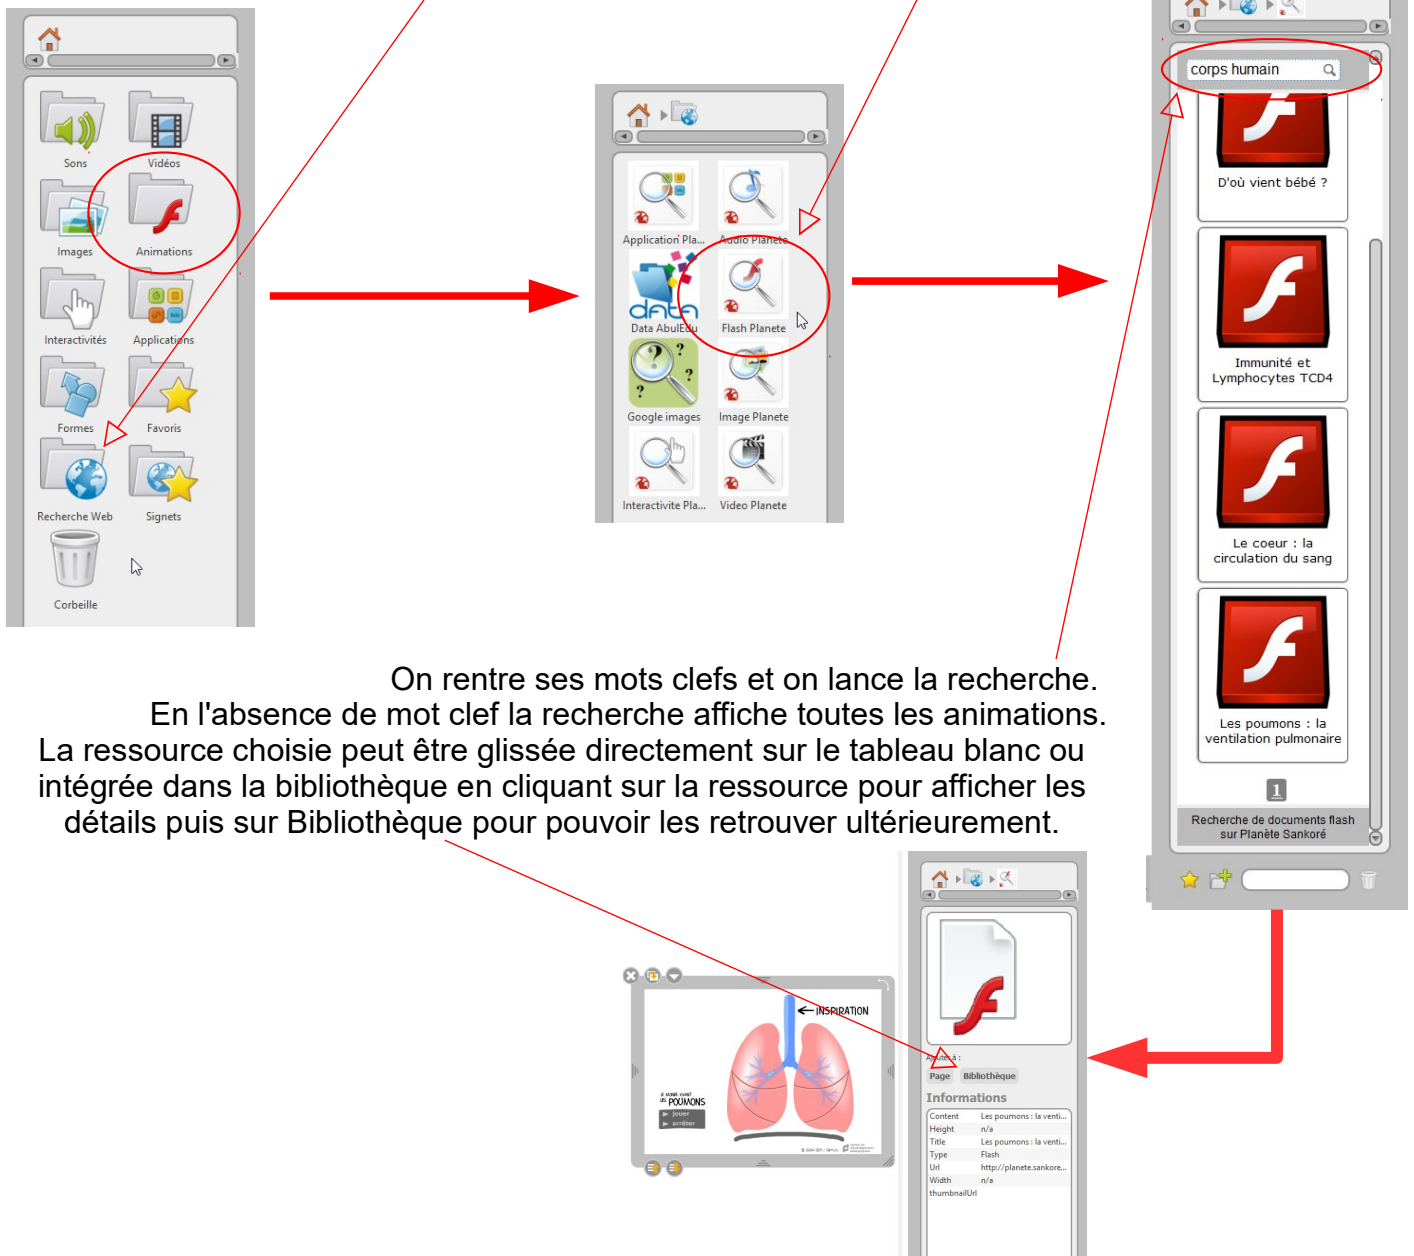 Sons
Vidéos
Images
Animations
Interactivités
Applications
Formes
Favoris
Recherche Web
Signets
Corbeille
Application Pla...
Audio Planete
data
Data AbulEdu
Flash Planete
? ? ? ? ?
Google images
Image Planete
Interactivite Pla...
Video Planete
corps humain
D'où vient bébé ?
Immunité et
Lymphocytes TCD4
Le coeur : la
circulation du sang
Les poumons : la
ventilation pulmonaire
1
Recherche de documents flash
sur Planète Sankoré
On rentre ses mots clefs et on lance la recherche.
En l'absence de mot clef la recherche affiche toutes les animations.
La ressource choisie peut être glissée directement sur le tableau blanc ou
intégrée dans la bibliothèque en cliquant sur la ressource pour afficher les
détails puis sur Bibliothèque pour pouvoir les retrouver ultérieurement.
INSPIRATION
LES POUMONS
jouer
arrêter
Ajouter à :
Page Bibliothèque
Informations
Content Les poumons : la venti...
Height n/a
Title Les poumons : la venti...
Type Flash
Url http://planete.sankore...
Width n/a
thumbnailUrl